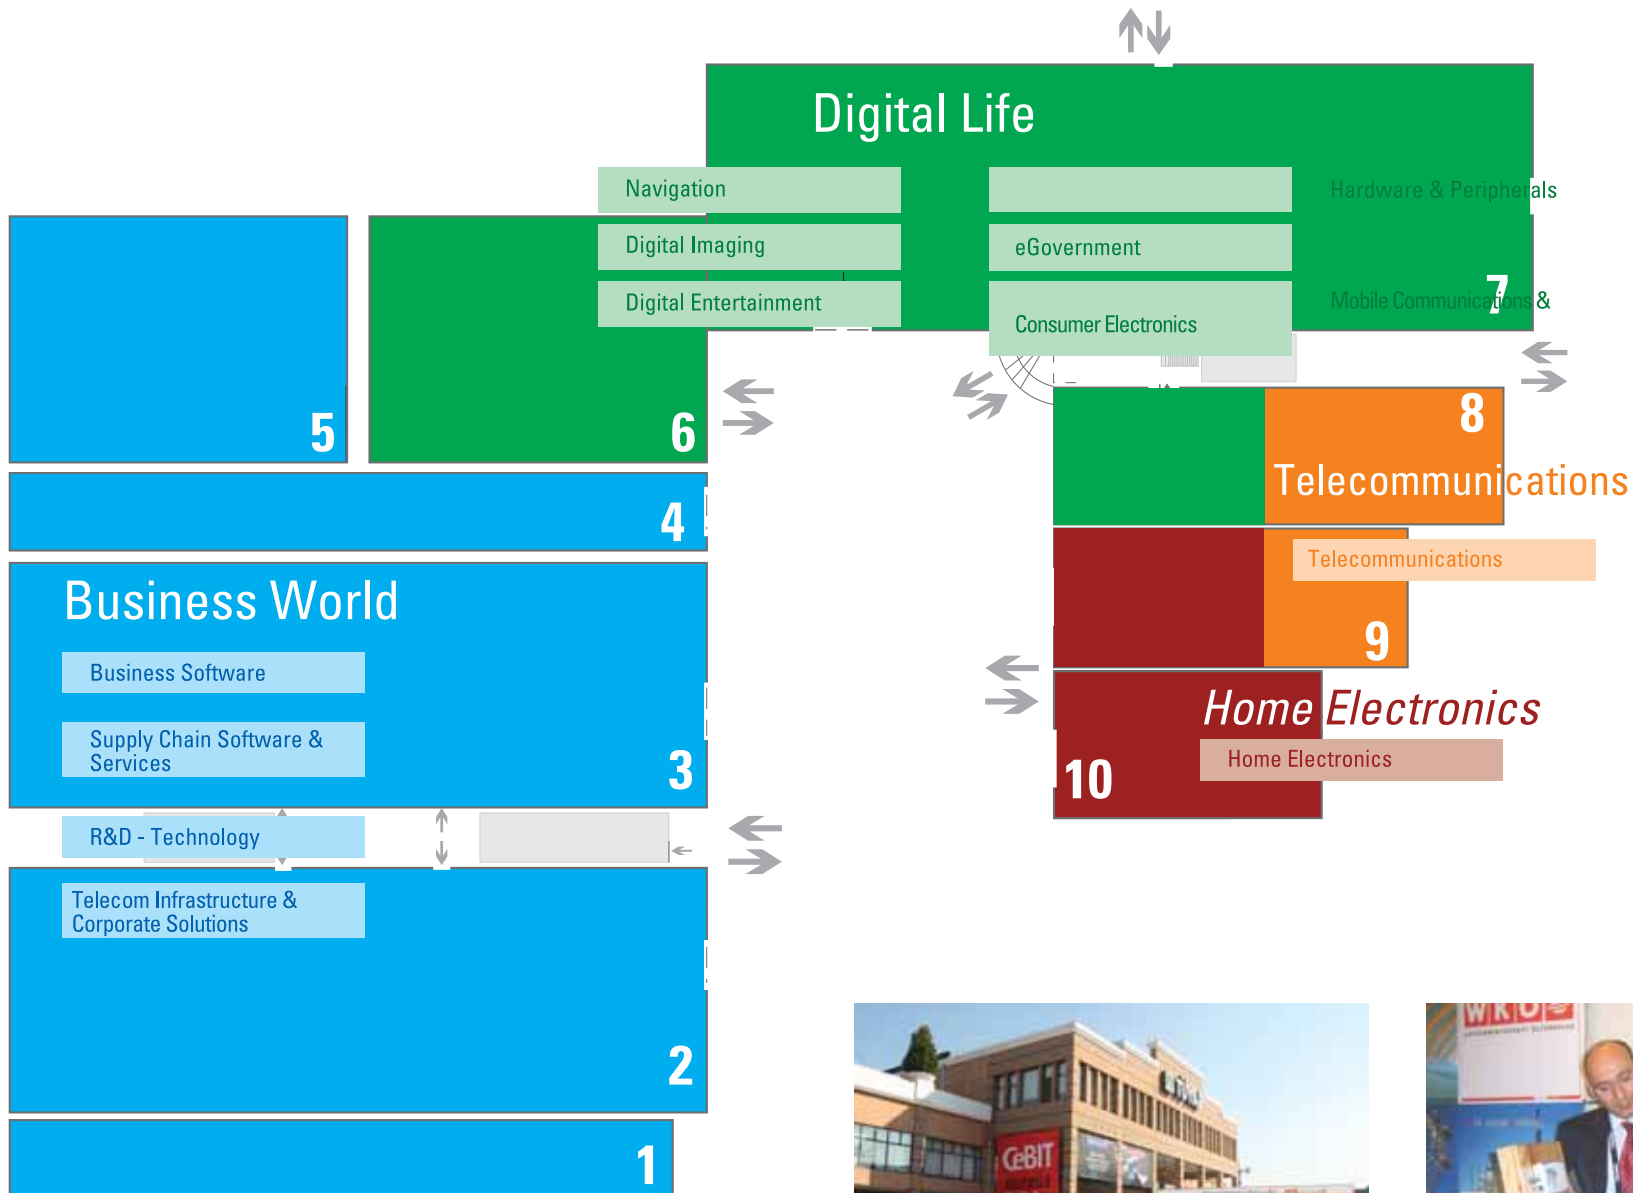 Digital Life
Navigation
Hardware & Peripherals
Digital Imaging
eGovernment
Digital Entertainment
Mobile Communications &
Consumer Electronics
7
5
6
8
Telecommunications
4
Telecommunications
9
Business World
Business Software
Supply Chain Software &
Services
3
Home Electronics
Home Electronics
10
R&D - Technology
Telecom Infrastructure &
Corporate Solutions
2
1
CeBIT
WKO